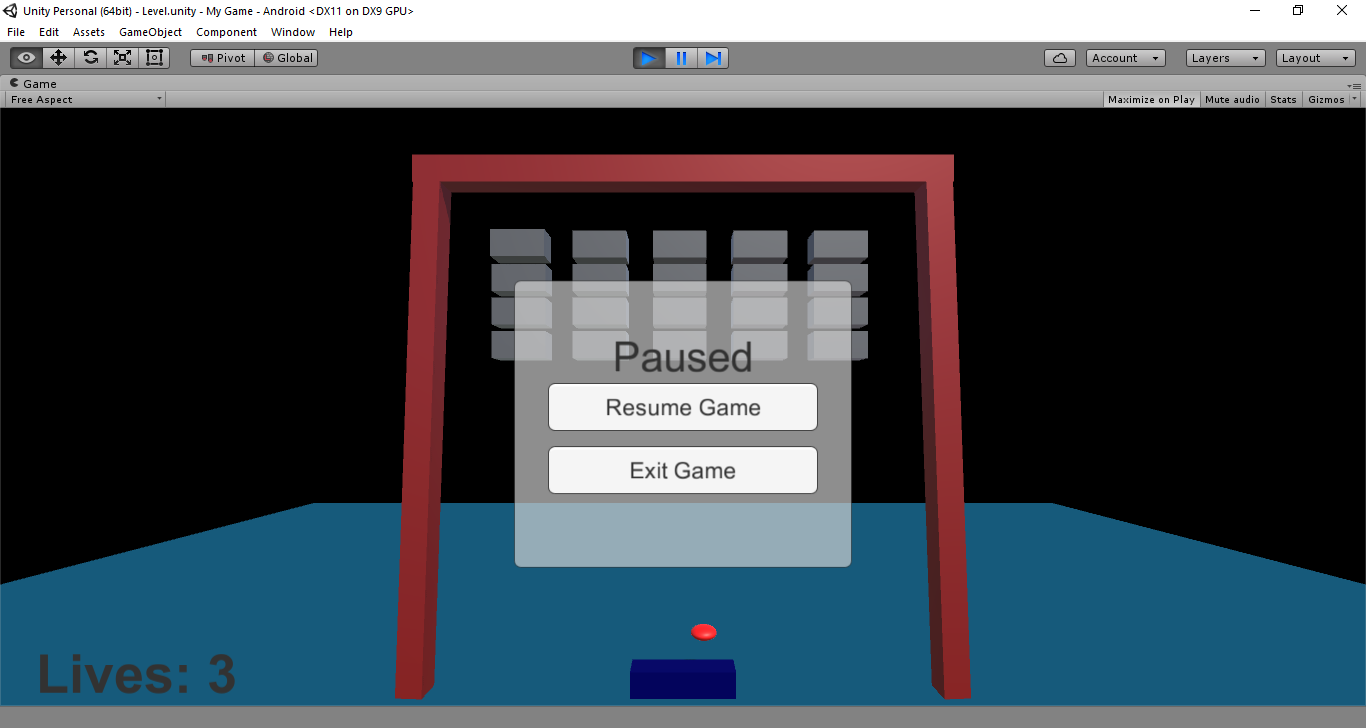 Unity Personal (64bit) - Level.unity - My Game - Android <DX11 on DX9 GPU>
File Edit Assets GameObject Component Window Help
Pivot Global Account Layers Layout
Game
Free Aspect Maximize on Play Mute audio Stats Gizmos
Paused
Resume Game
Exit Game
Lives: 3